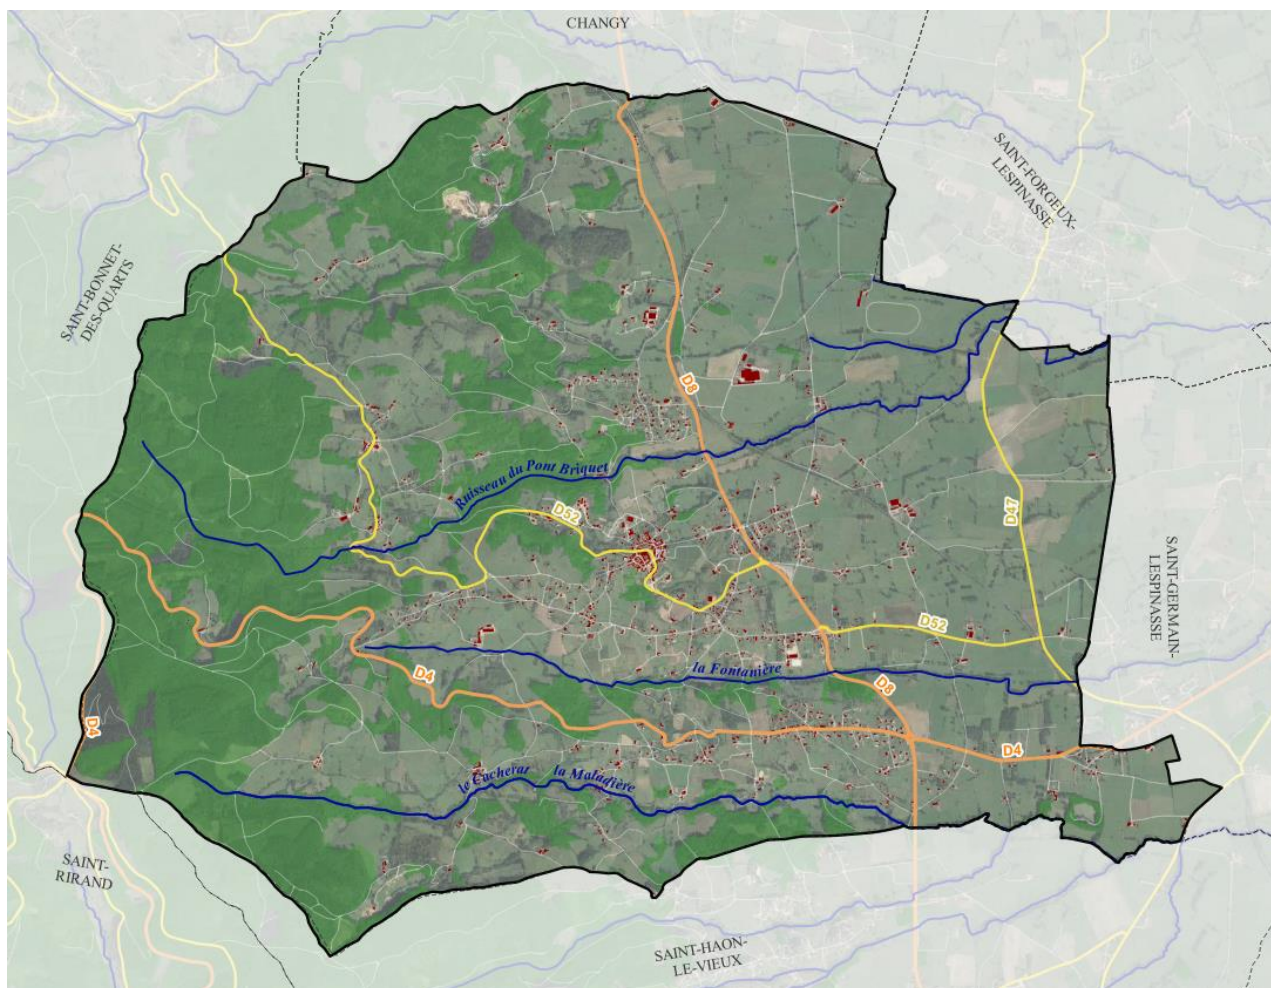 CHANGY
SAINT-FORGEUX-
LESPINASSE
SAINT-BONNET-
DES-QUARTS
D8
Ruisseau du Pont Briquet
D52
D47
SAINT-GERMAIN-
LESPINASSE
D52
la Fontanière
D4
D8
D4
D4
le Cacherat
la Maladière
SAINT-
RIRAND
SAINT-HAON-
LE-VIEUX